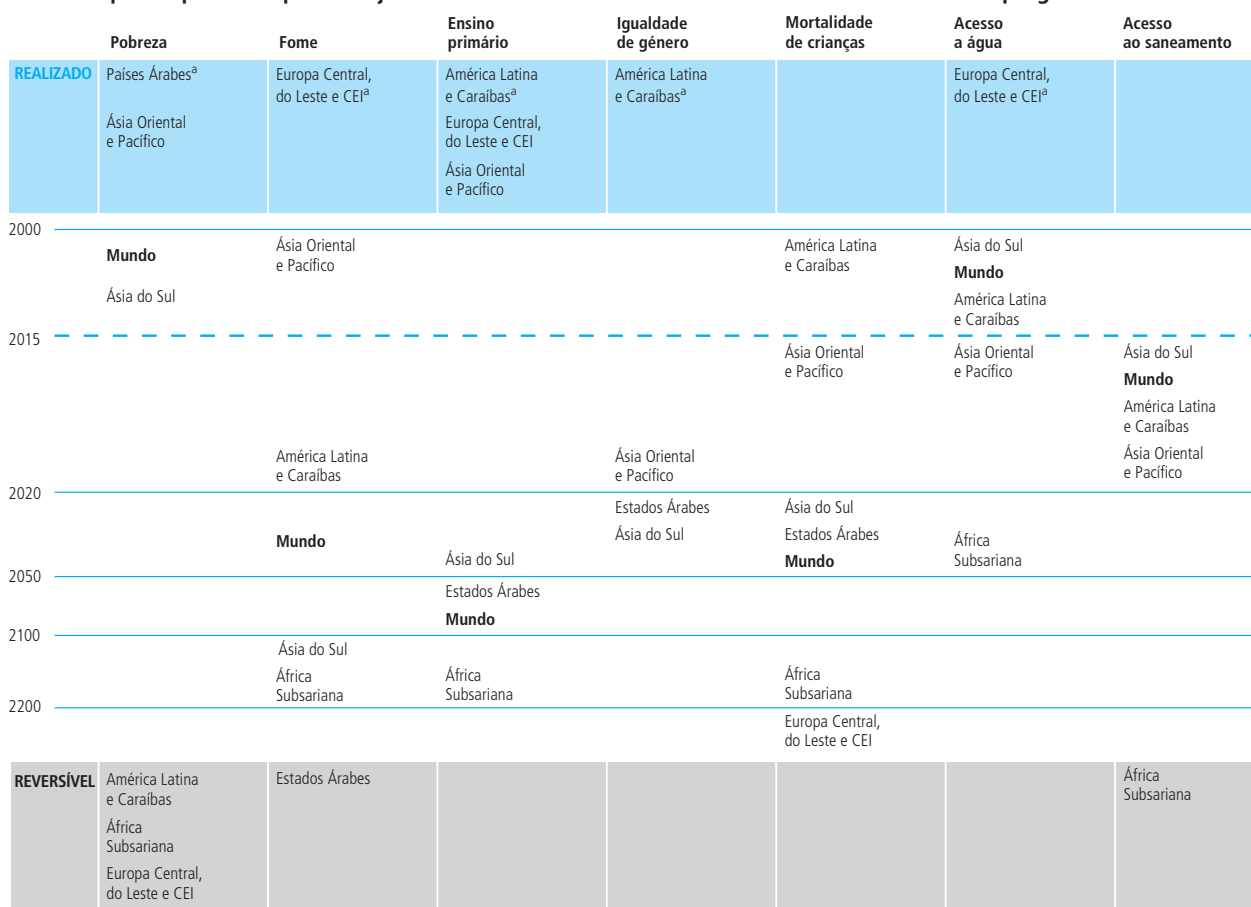 Pobreza
Fome
Ensino
primário
Igualdade
de género
Mortalidade
de crianças
Acesso
a água
Acesso
ao saneamento
REALIZADO
Países Árabesa
Ásia Oriental
e Pacífico
Europa Central,
do Leste e CEIa
América Latina
e Caraíbasa
Europa Central,
do Leste e CEI
Ásia Oriental
e Pacífico
América Latina
e Caraíbasa
Europa Central,
do Leste e CEIa
2000
Mundo
Ásia do Sul
Ásia Oriental
e Pacífico
América Latina
e Caraíbas
Ásia do Sul
Mundo
América Latina
e Caraíbas
2015
América Latina
e Caraíbas
Ásia Oriental
e Pacífico
Ásia Oriental
e Pacífico
Ásia Oriental
e Pacífico
Ásia do Sul
Mundo
América Latina
e Caraíbas
Ásia Oriental
e Pacífico
2020
Mundo
Ásia do Sul
Estados Árabes
Ásia do Sul
Ásia do Sul
Estados Árabes
Mundo
África
Subsariana
2050
Estados Árabes
Mundo
2100
Ásia do Sul
África
Subsariana
África
Subsariana
África
Subsariana
2200
Europa Central,
do Leste e CEI
REVERSÍVEL
América Latina
e Caraíbas
África
Subsariana
Europa Central,
do Leste e CEI
Estados Árabes
África
Subsariana